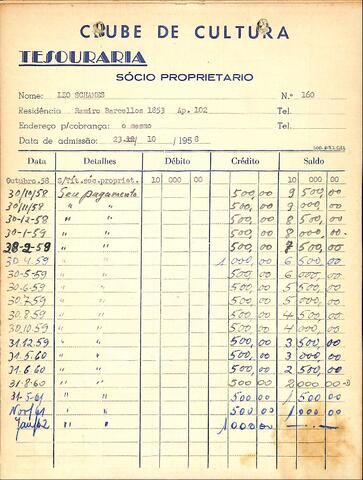 CLUBE DE CULTURA
TESOURARIA
SÓCIO PROPRIETARIO
Nome: LEO SCHAMES N.º 160
Residência Ramiro Barcellos 1853 Ap. 102 Tel.
Endereço p/cobrança: o mesmo Tel.
Data de admissão: 23 / 10 / 1958
Data Detalhes Débito Crédito Saldo
Outubro.58 S/Tít.sóc.propriet. 10 000 00 10 000 00
30/10/58 Seu pagamento 500,00 9 500,00
30/11/58 " " 500,00 9 000,00
30-12-58 " " 500,00 8 500,00
30-1-59 " " 500,00 8 000,00
28-2-59 " " 500,00 7 500,00
30.4.59 " " 1 000,00 6 500 00
30-5-59 " " 500,00 6 000,00
30-6-59 " " 500,00 5 500,00
30.7.59 " " 500,00 5 000,00
30.8.59 " " 500,00 4 500,00
30.10.59 " " 500,00 4 000,00
31.12.59 " " 500,00 3 500,00
31.5.60 " " 500,00 3 000,00
31.6.60 " " 500,00 2 500,00
31-8-60 " " 500 00 2 000 00
31-5-61 " " 500,00 1 500,00
Nov/61 " " 500 00 1 000 00
Jan/62 " " 1 000 00 —.—